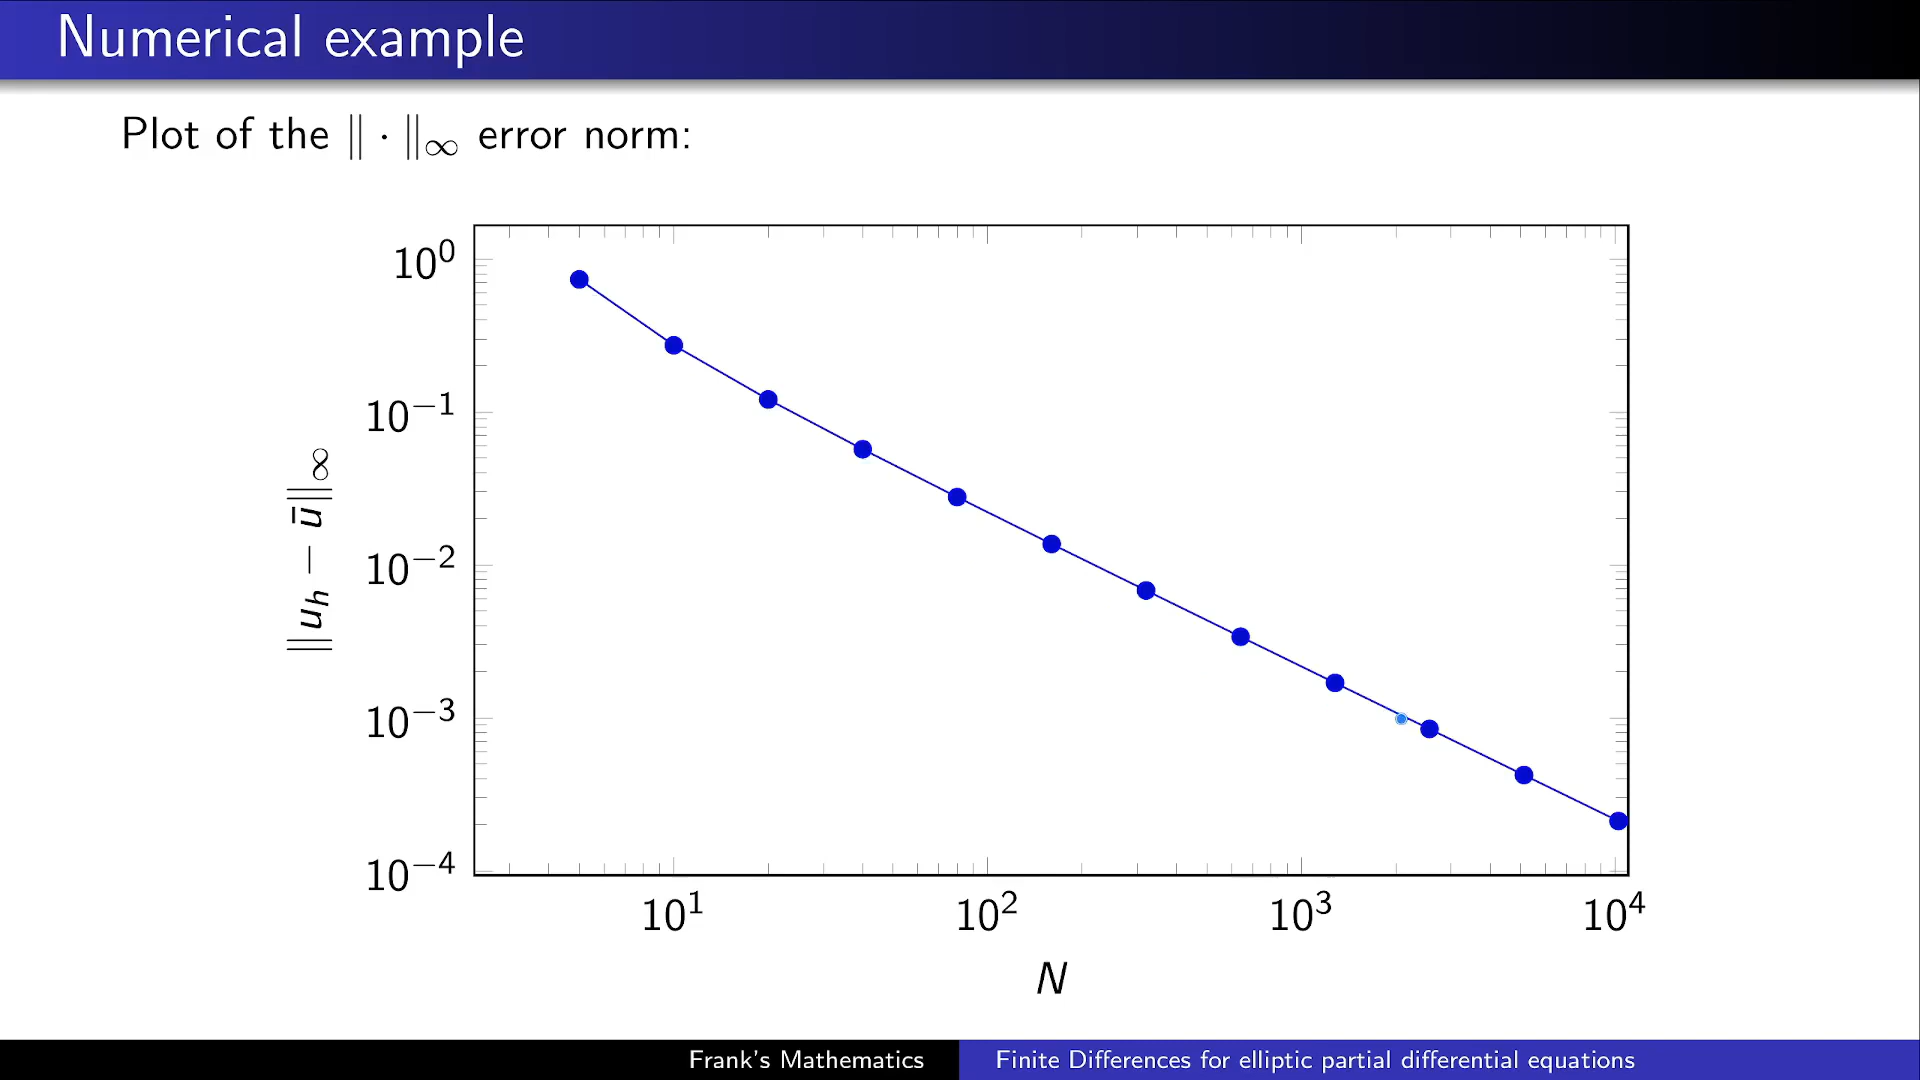 Numerical example
Plot of the ‖ · ‖∞ error norm:
10⁰
10⁻¹
10⁻²
10⁻³
10⁻⁴
‖u_h − ū‖∞
10¹ 10² 10³ 10⁴
N
Frank's Mathematics
Finite Differences for elliptic partial differential equations